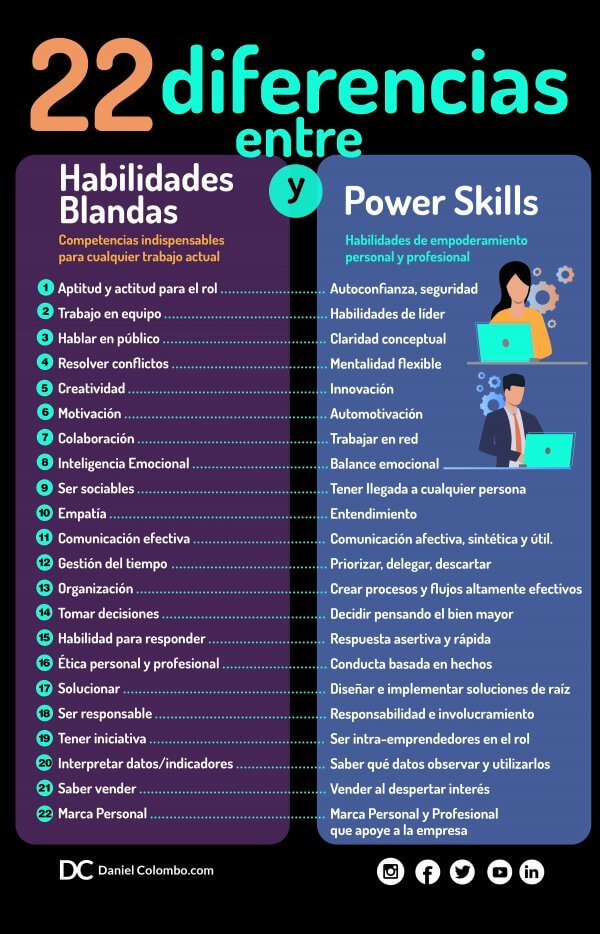 22 diferencias
entre
Habilidades
Blandas
Competencias indispensables
para cualquier trabajo actual
y
Power Skills
Habilidades de empoderamiento
personal y profesional
1 Aptitud y actitud para el rol ........ Autoconfianza, seguridad
2 Trabajo en equipo ........ Habilidades de líder
3 Hablar en público ........ Claridad conceptual
4 Resolver conflictos ........ Mentalidad flexible
5 Creatividad ........ Innovación
6 Motivación ........ Automotivación
7 Colaboración ........ Trabajar en red
8 Inteligencia Emocional ........ Balance emocional
9 Ser sociables ........ Tener llegada a cualquier persona
10 Empatía ........ Entendimiento
11 Comunicación efectiva ........ Comunicación afectiva, sintética y útil.
12 Gestión del tiempo ........ Priorizar, delegar, descartar
13 Organización ........ Crear procesos y flujos altamente efectivos
14 Tomar decisiones ........ Decidir pensando el bien mayor
15 Habilidad para responder ........ Respuesta asertiva y rápida
16 Ética personal y profesional ........ Conducta basada en hechos
17 Solucionar ........ Diseñar e implementar soluciones de raíz
18 Ser responsable ........ Responsabilidad e involucramiento
19 Tener iniciativa ........ Ser intra-emprendedores en el rol
20 Interpretar datos/indicadores ........ Saber qué datos observar y utilizarlos
21 Saber vender ........ Vender al despertar interés
22 Marca Personal ........ Marca Personal y Profesional
que apoye a la empresa
DC Daniel Colombo.com